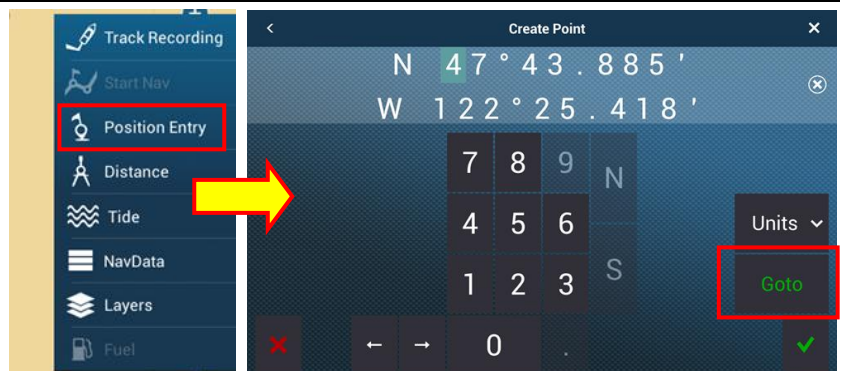 Track Recording
Start Nav
Position Entry
Distance
Tide
NavData
Layers
Fuel
Create Point
N 47°43.885'
W 122°25.418'
7 8 9 N
4 5 6 Units
1 2 3 S Goto
← → 0 .